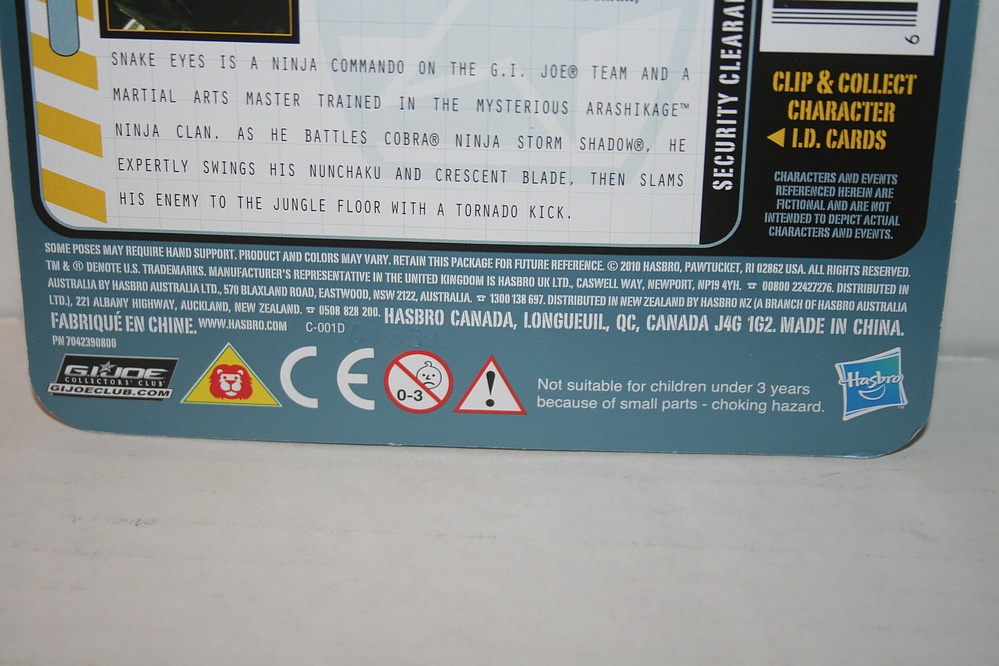 SNAKE EYES IS A NINJA COMMANDO ON THE G.I. JOE® TEAM AND A
MARTIAL ARTS MASTER TRAINED IN THE MYSTERIOUS ARASHIKAGE™
NINJA CLAN. AS HE BATTLES COBRA® NINJA STORM SHADOW®, HE
EXPERTLY SWINGS HIS NUNCHAKU AND CRESCENT BLADE, THEN SLAMS
HIS ENEMY TO THE JUNGLE FLOOR WITH A TORNADO KICK.
SECURITY
6
CLIP & COLLECT
CHARACTER
I.D. CARDS
CHARACTERS AND EVENTS
REFERENCED HEREIN ARE
FICTIONAL AND ARE NOT
INTENDED TO DEPICT ACTUAL
CHARACTERS AND EVENTS.
SOME POSES MAY REQUIRE HAND SUPPORT. PRODUCT AND COLORS MAY VARY. RETAIN THIS PACKAGE FOR FUTURE REFERENCE. © 2010 HASBRO, PAWTUCKET, RI 02862 USA. ALL RIGHTS RESERVED.
TM & ® DENOTE U.S. TRADEMARKS. MANUFACTURER'S REPRESENTATIVE IN THE UNITED KINGDOM IS HASBRO UK LTD., CASWELL WAY, NEWPORT, NP19 4YH. ☎ 00800 22427276. DISTRIBUTED IN
AUSTRALIA BY HASBRO AUSTRALIA LTD., 570 BLAXLAND ROAD, EASTWOOD, NSW 2122, AUSTRALIA. ☎ 1300 138 697. DISTRIBUTED IN NEW ZEALAND BY HASBRO NZ (A BRANCH OF HASBRO AUSTRALIA
LTD.), 221 ALBANY HIGHWAY, AUCKLAND, NEW ZEALAND. ☎ 0508 828 200. HASBRO CANADA, LONGUEUIL, QC, CANADA J4G 1G2. MADE IN CHINA.
FABRIQUÉ EN CHINE. WWW.HASBRO.COM C-001D
PN 7042390800
G.I. JOE
COLLECTORS' CLUB
GIJOECLUB.COM
CE
0-3
!
Not suitable for children under 3 years
because of small parts - choking hazard.
Hasbro